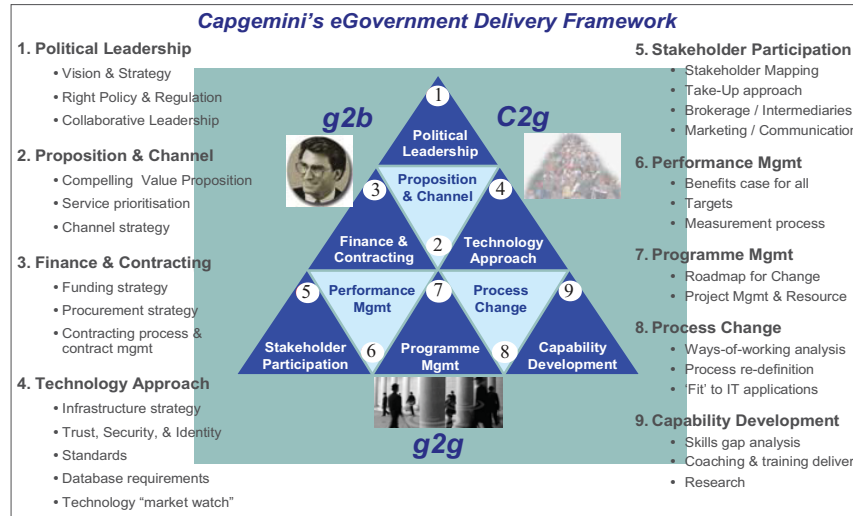 Capgemini's eGovernment Delivery Framework
1. Political Leadership
• Vision & Strategy
• Right Policy & Regulation
• Collaborative Leadership
2. Proposition & Channel
• Compelling Value Proposition
• Service prioritisation
• Channel strategy
3. Finance & Contracting
• Funding strategy
• Procurement strategy
• Contracting process &
contract mgmt
4. Technology Approach
• Infrastructure strategy
• Trust, Security, & Identity
• Standards
• Database requirements
• Technology "market watch"
g2b
C2g
1
Political
Leadership
3
Proposition
& Channel
4
Finance &
Contracting
2
Technology
Approach
5
Performance
Mgmt
7
Process
Change
9
Stakeholder
Participation
6
Programme
Mgmt
8
Capability
Development
g2g
5. Stakeholder Participation
• Stakeholder Mapping
• Take-Up approach
• Brokerage / Intermediaries
• Marketing / Communication
6. Performance Mgmt
• Benefits case for all
• Targets
• Measurement process
7. Programme Mgmt
• Roadmap for Change
• Project Mgmt & Resource
8. Process Change
• Ways-of-working analysis
• Process re-definition
• 'Fit' to IT applications
9. Capability Development
• Skills gap analysis
• Coaching & training deliver
• Research